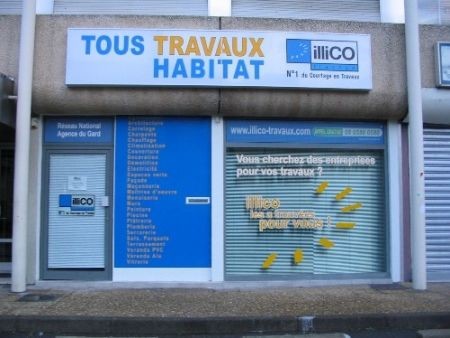 TOUS TRAVAUX
HABITAT
illiCO
N°1 du Courtage en Travaux
Réseau National
Agence du Gard
Architecture
Carrelage
Charpente
Chauffage
Climatisation
Couverture
Décoration
Démolition
Electricité
Espaces verts
Façade
Maçonnerie
Maîtrise d'oeuvre
Menuiserie
Murs
Peinture
Piscine
Plâtrerie
Plomberie
Serrurerie
Sols, Parquets
Terrassement
Véranda PVC
Véranda Alu
Vitrerie
illiCO
www.illico-travaux.com
Vous cherchez des entreprises
pour vos travaux ?
illico
les a trouvées
pour vous !